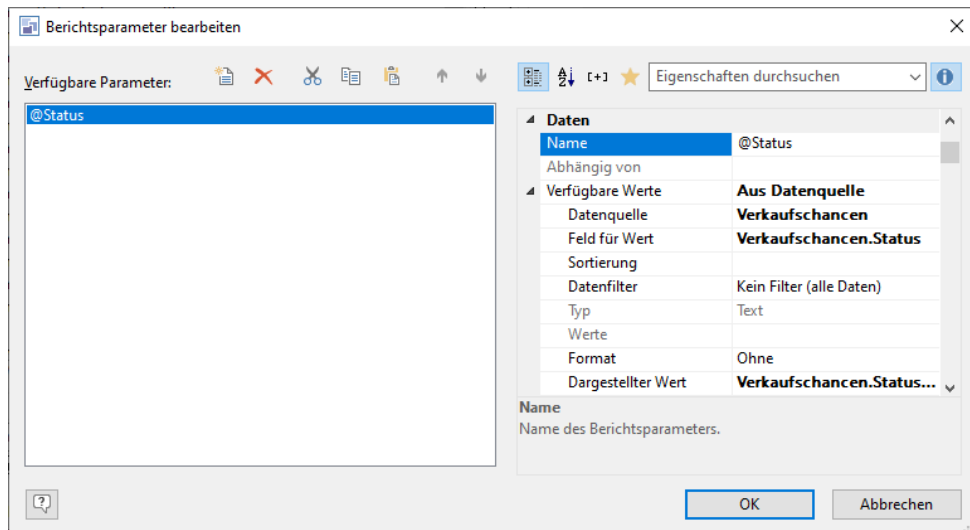 Berichtsparameter bearbeiten
Verfügbare Parameter:
@Status
Eigenschaften durchsuchen
Daten
Name @Status
Abhängig von
Verfügbare Werte Aus Datenquelle
Datenquelle Verkaufschancen
Feld für Wert Verkaufschancen.Status
Sortierung
Datenfilter Kein Filter (alle Daten)
Typ Text
Werte
Format Ohne
Dargestellter Wert Verkaufschancen.Status...
Name
Name des Berichtsparameters.
OK Abbrechen